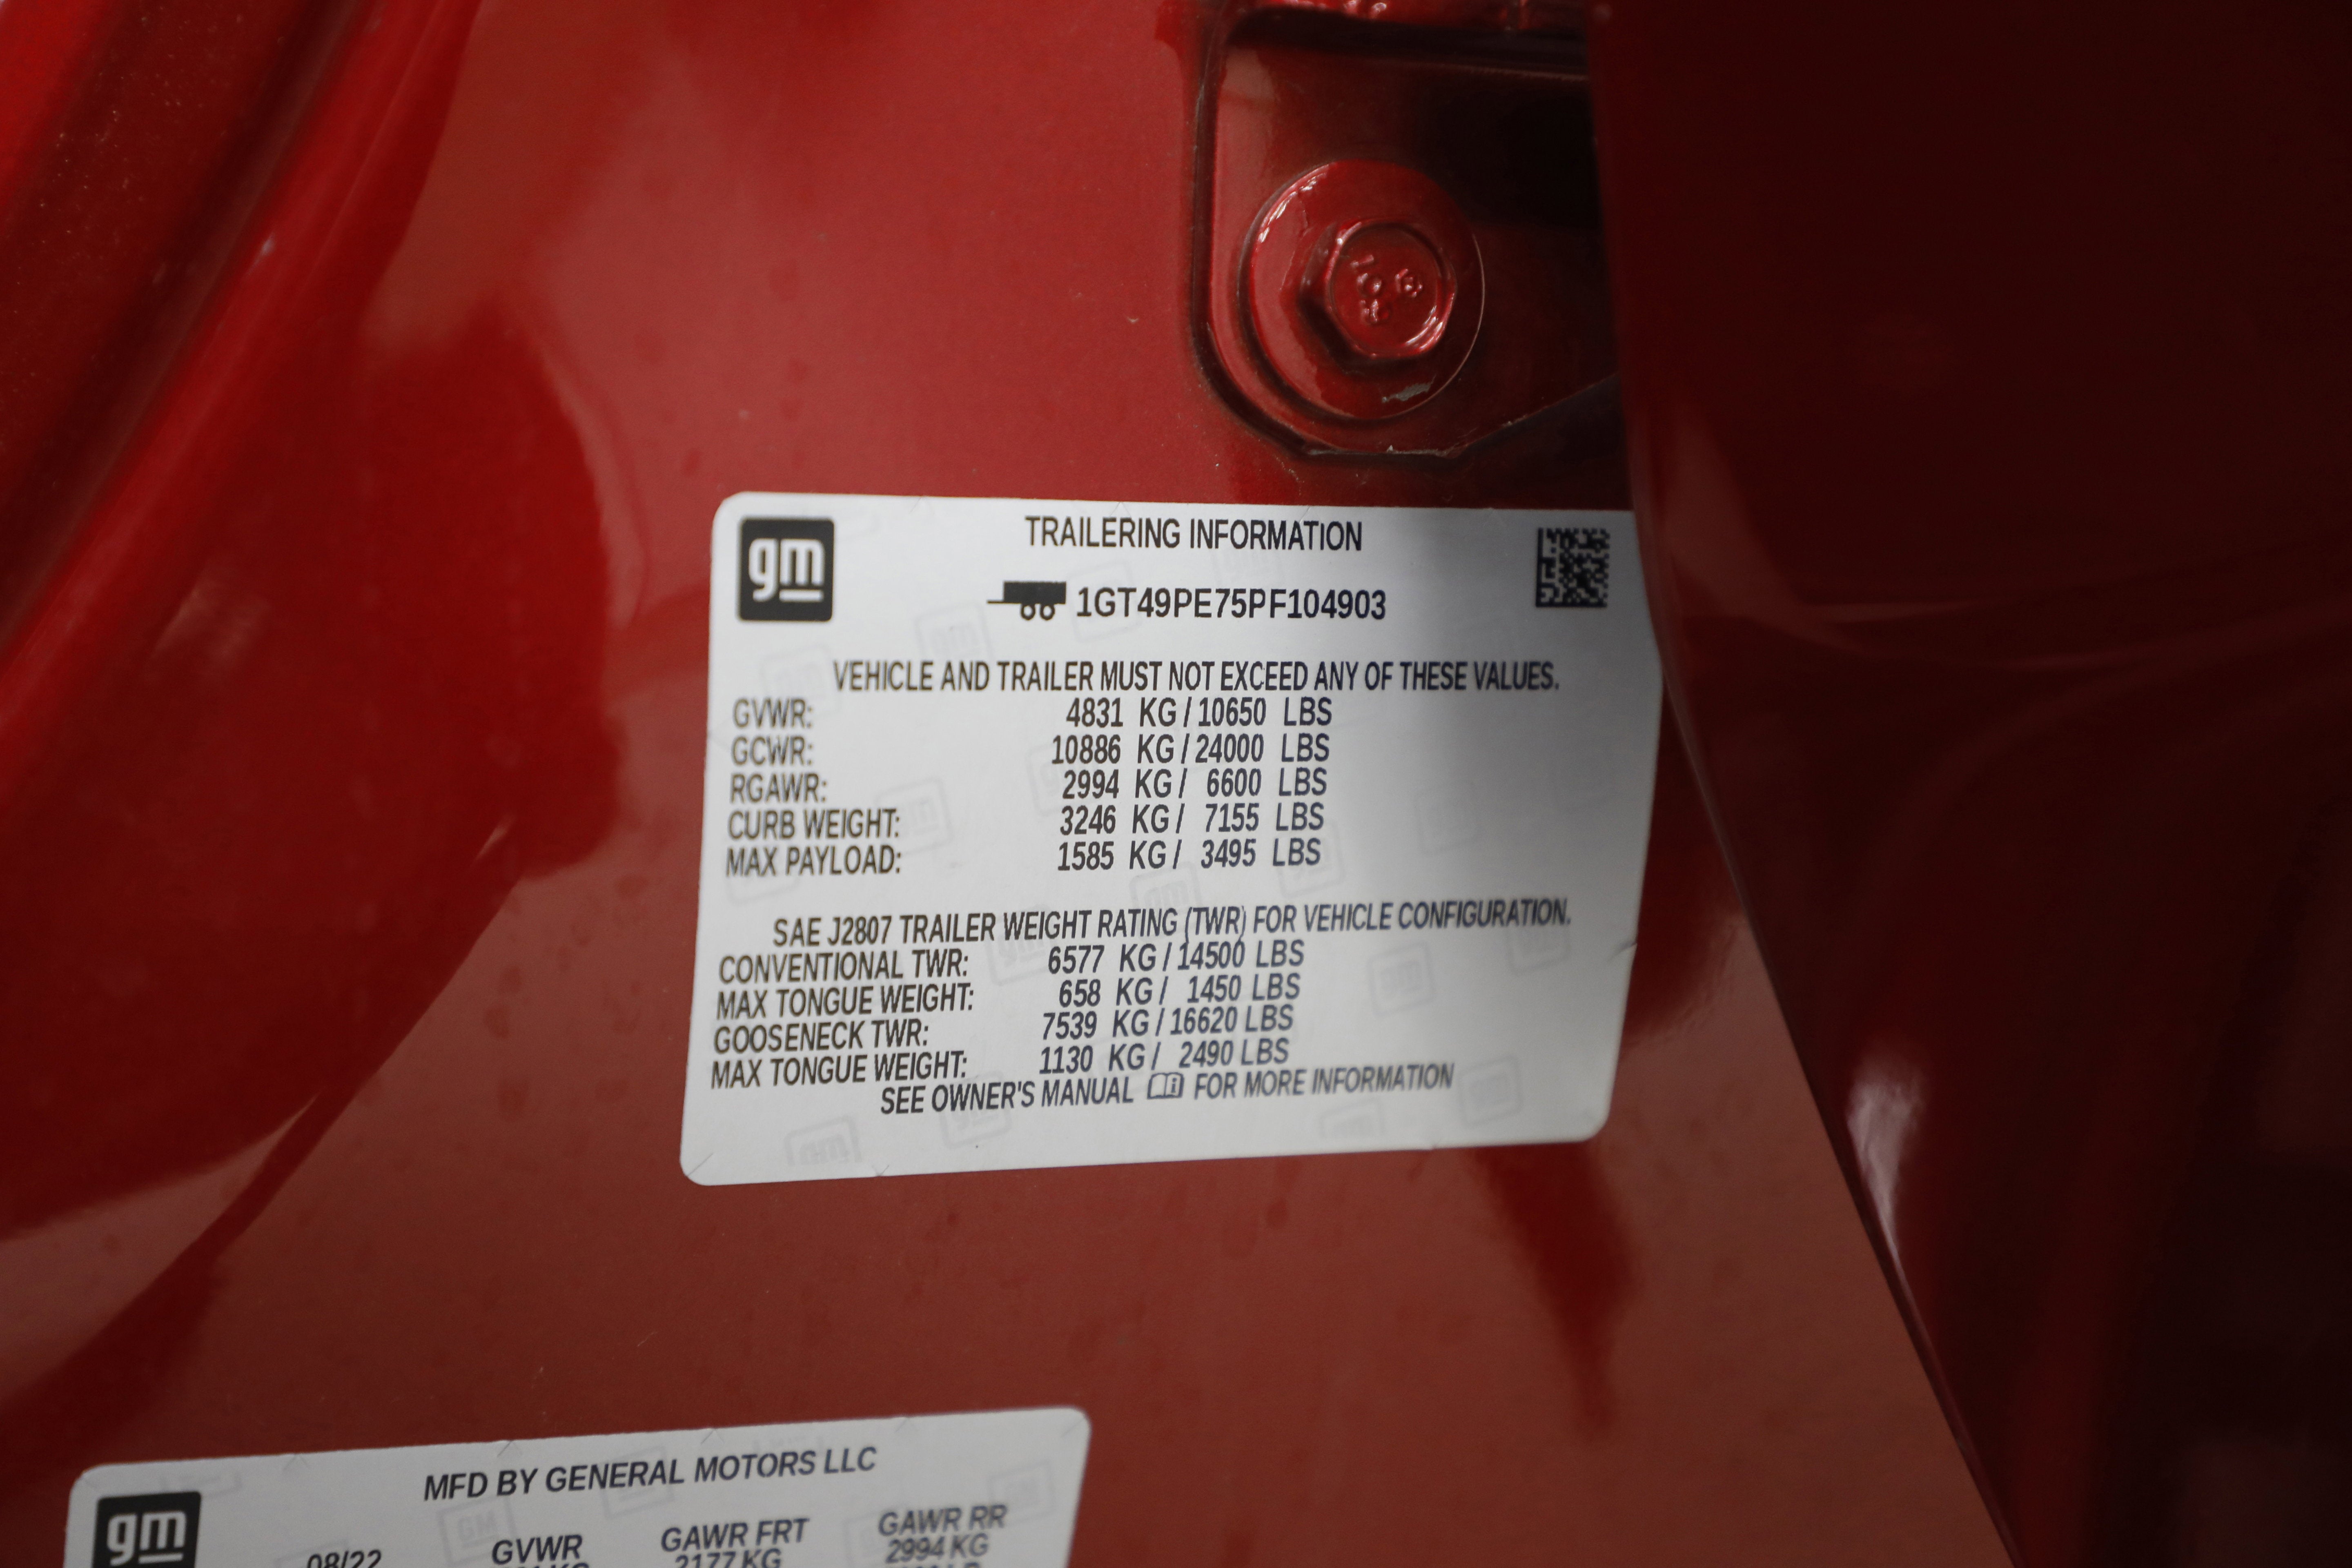 gm
TRAILERING INFORMATION
1GT49PE75PF104903
VEHICLE AND TRAILER MUST NOT EXCEED ANY OF THESE VALUES.
GVWR: 4831 KG / 10650 LBS
GCWR: 10886 KG / 24000 LBS
RGAWR: 2994 KG / 6600 LBS
CURB WEIGHT: 3246 KG / 7155 LBS
MAX PAYLOAD: 1585 KG / 3495 LBS
SAE J2807 TRAILER WEIGHT RATING (TWR) FOR VEHICLE CONFIGURATION.
CONVENTIONAL TWR: 6577 KG / 14500 LBS
MAX TONGUE WEIGHT: 658 KG / 1450 LBS
GOOSENECK TWR: 7539 KG / 16620 LBS
MAX TONGUE WEIGHT: 1130 KG / 2490 LBS
SEE OWNER'S MANUAL FOR MORE INFORMATION
MFD BY GENERAL MOTORS LLC
gm
08/22 GVWR GAWR FRT GAWR RR
2177 KG 2994 KG